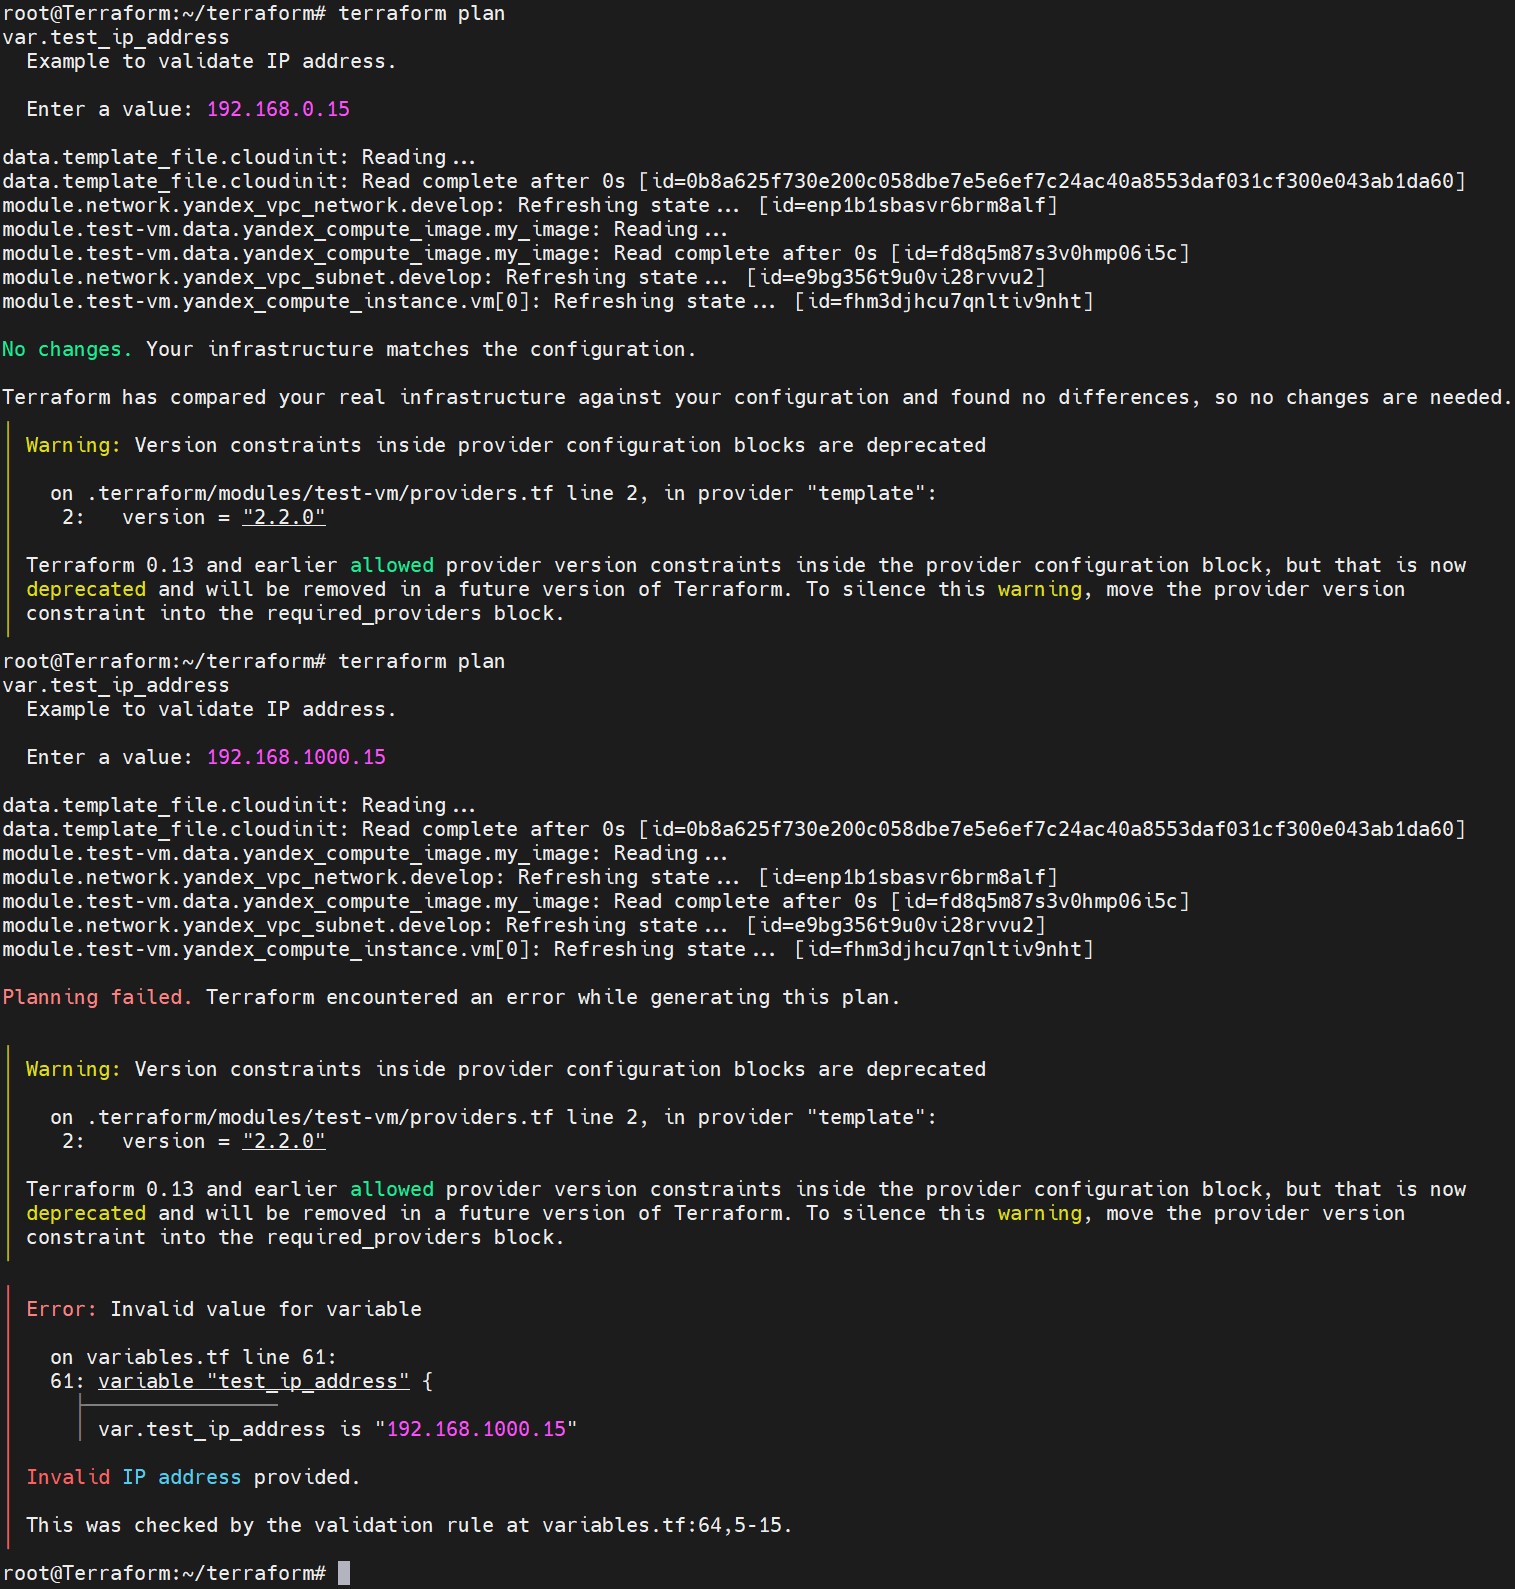 root@Terraform:~/terraform# terraform plan
var.test_ip_address
  Example to validate IP address.

  Enter a value: 192.168.0.15

data.template_file.cloudinit: Reading...
data.template_file.cloudinit: Read complete after 0s [id=0b8a625f730e200c058dbe7e5e6ef7c24ac40a8553daf031cf300e043ab1da60]
module.network.yandex_vpc_network.develop: Refreshing state... [id=enp1b1sbasvr6brm8alf]
module.test-vm.data.yandex_compute_image.my_image: Reading...
module.test-vm.data.yandex_compute_image.my_image: Read complete after 0s [id=fd8q5m87s3v0hmp06i5c]
module.network.yandex_vpc_subnet.develop: Refreshing state... [id=e9bg356t9u0vi28rvvu2]
module.test-vm.yandex_compute_instance.vm[0]: Refreshing state... [id=fhm3djhcu7qnltiv9nht]

No changes. Your infrastructure matches the configuration.

Terraform has compared your real infrastructure against your configuration and found no differences, so no changes are needed.

  Warning: Version constraints inside provider configuration blocks are deprecated

    on .terraform/modules/test-vm/providers.tf line 2, in provider "template":
     2:   version = "2.2.0"

  Terraform 0.13 and earlier allowed provider version constraints inside the provider configuration block, but that is now
  deprecated and will be removed in a future version of Terraform. To silence this warning, move the provider version
  constraint into the required_providers block.

root@Terraform:~/terraform# terraform plan
var.test_ip_address
  Example to validate IP address.

  Enter a value: 192.168.1000.15

data.template_file.cloudinit: Reading...
data.template_file.cloudinit: Read complete after 0s [id=0b8a625f730e200c058dbe7e5e6ef7c24ac40a8553daf031cf300e043ab1da60]
module.test-vm.data.yandex_compute_image.my_image: Reading...
module.network.yandex_vpc_network.develop: Refreshing state... [id=enp1b1sbasvr6brm8alf]
module.test-vm.data.yandex_compute_image.my_image: Read complete after 0s [id=fd8q5m87s3v0hmp06i5c]
module.network.yandex_vpc_subnet.develop: Refreshing state... [id=e9bg356t9u0vi28rvvu2]
module.test-vm.yandex_compute_instance.vm[0]: Refreshing state... [id=fhm3djhcu7qnltiv9nht]

Planning failed. Terraform encountered an error while generating this plan.

  Warning: Version constraints inside provider configuration blocks are deprecated

    on .terraform/modules/test-vm/providers.tf line 2, in provider "template":
     2:   version = "2.2.0"

  Terraform 0.13 and earlier allowed provider version constraints inside the provider configuration block, but that is now
  deprecated and will be removed in a future version of Terraform. To silence this warning, move the provider version
  constraint into the required_providers block.

  Error: Invalid value for variable

    on variables.tf line 61:
    61: variable "test_ip_address" {

        var.test_ip_address is "192.168.1000.15"

  Invalid IP address provided.

  This was checked by the validation rule at variables.tf:64,5-15.

root@Terraform:~/terraform#